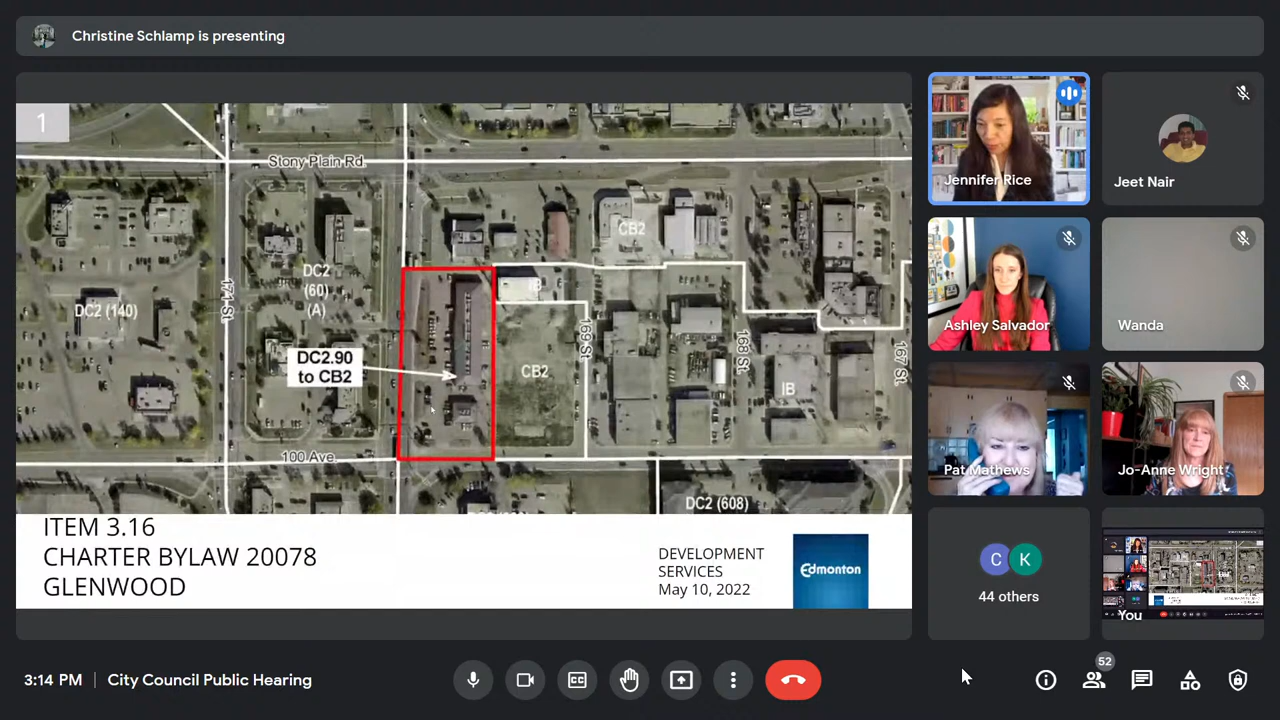 Christine Schlamp is presenting
1
Stony Plain Rd
CB2
DC2
(60)
(A)
DC2 (140)
171 St.
IB
DC2.90
to CB2
CB2
169 St.
168 St.
IB
167 St.
100 Ave.
DC2 (608)
ITEM 3.16
CHARTER BYLAW 20078
GLENWOOD
DEVELOPMENT
SERVICES
May 10, 2022
Edmonton
Jennifer Rice
Jeet Nair
Ashley Salvador
Wanda
Pat Mathews
Jo-Anne Wright
C
K
44 others
You
3:14 PM | City Council Public Hearing
52